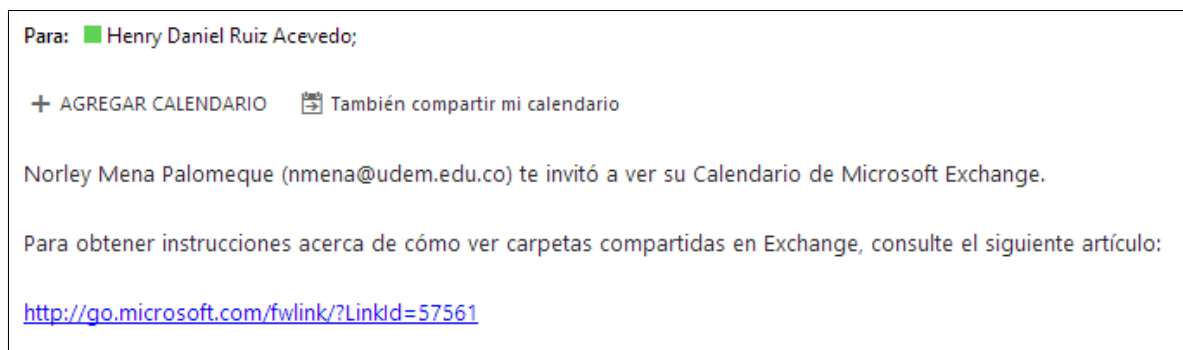 Para: Henry Daniel Ruiz Acevedo;
+ AGREGAR CALENDARIO También compartir mi calendario
Norley Mena Palomeque (nmena@udem.edu.co) te invitó a ver su Calendario de Microsoft Exchange.
Para obtener instrucciones acerca de cómo ver carpetas compartidas en Exchange, consulte el siguiente artículo:
http://go.microsoft.com/fwlink/?LinkId=57561